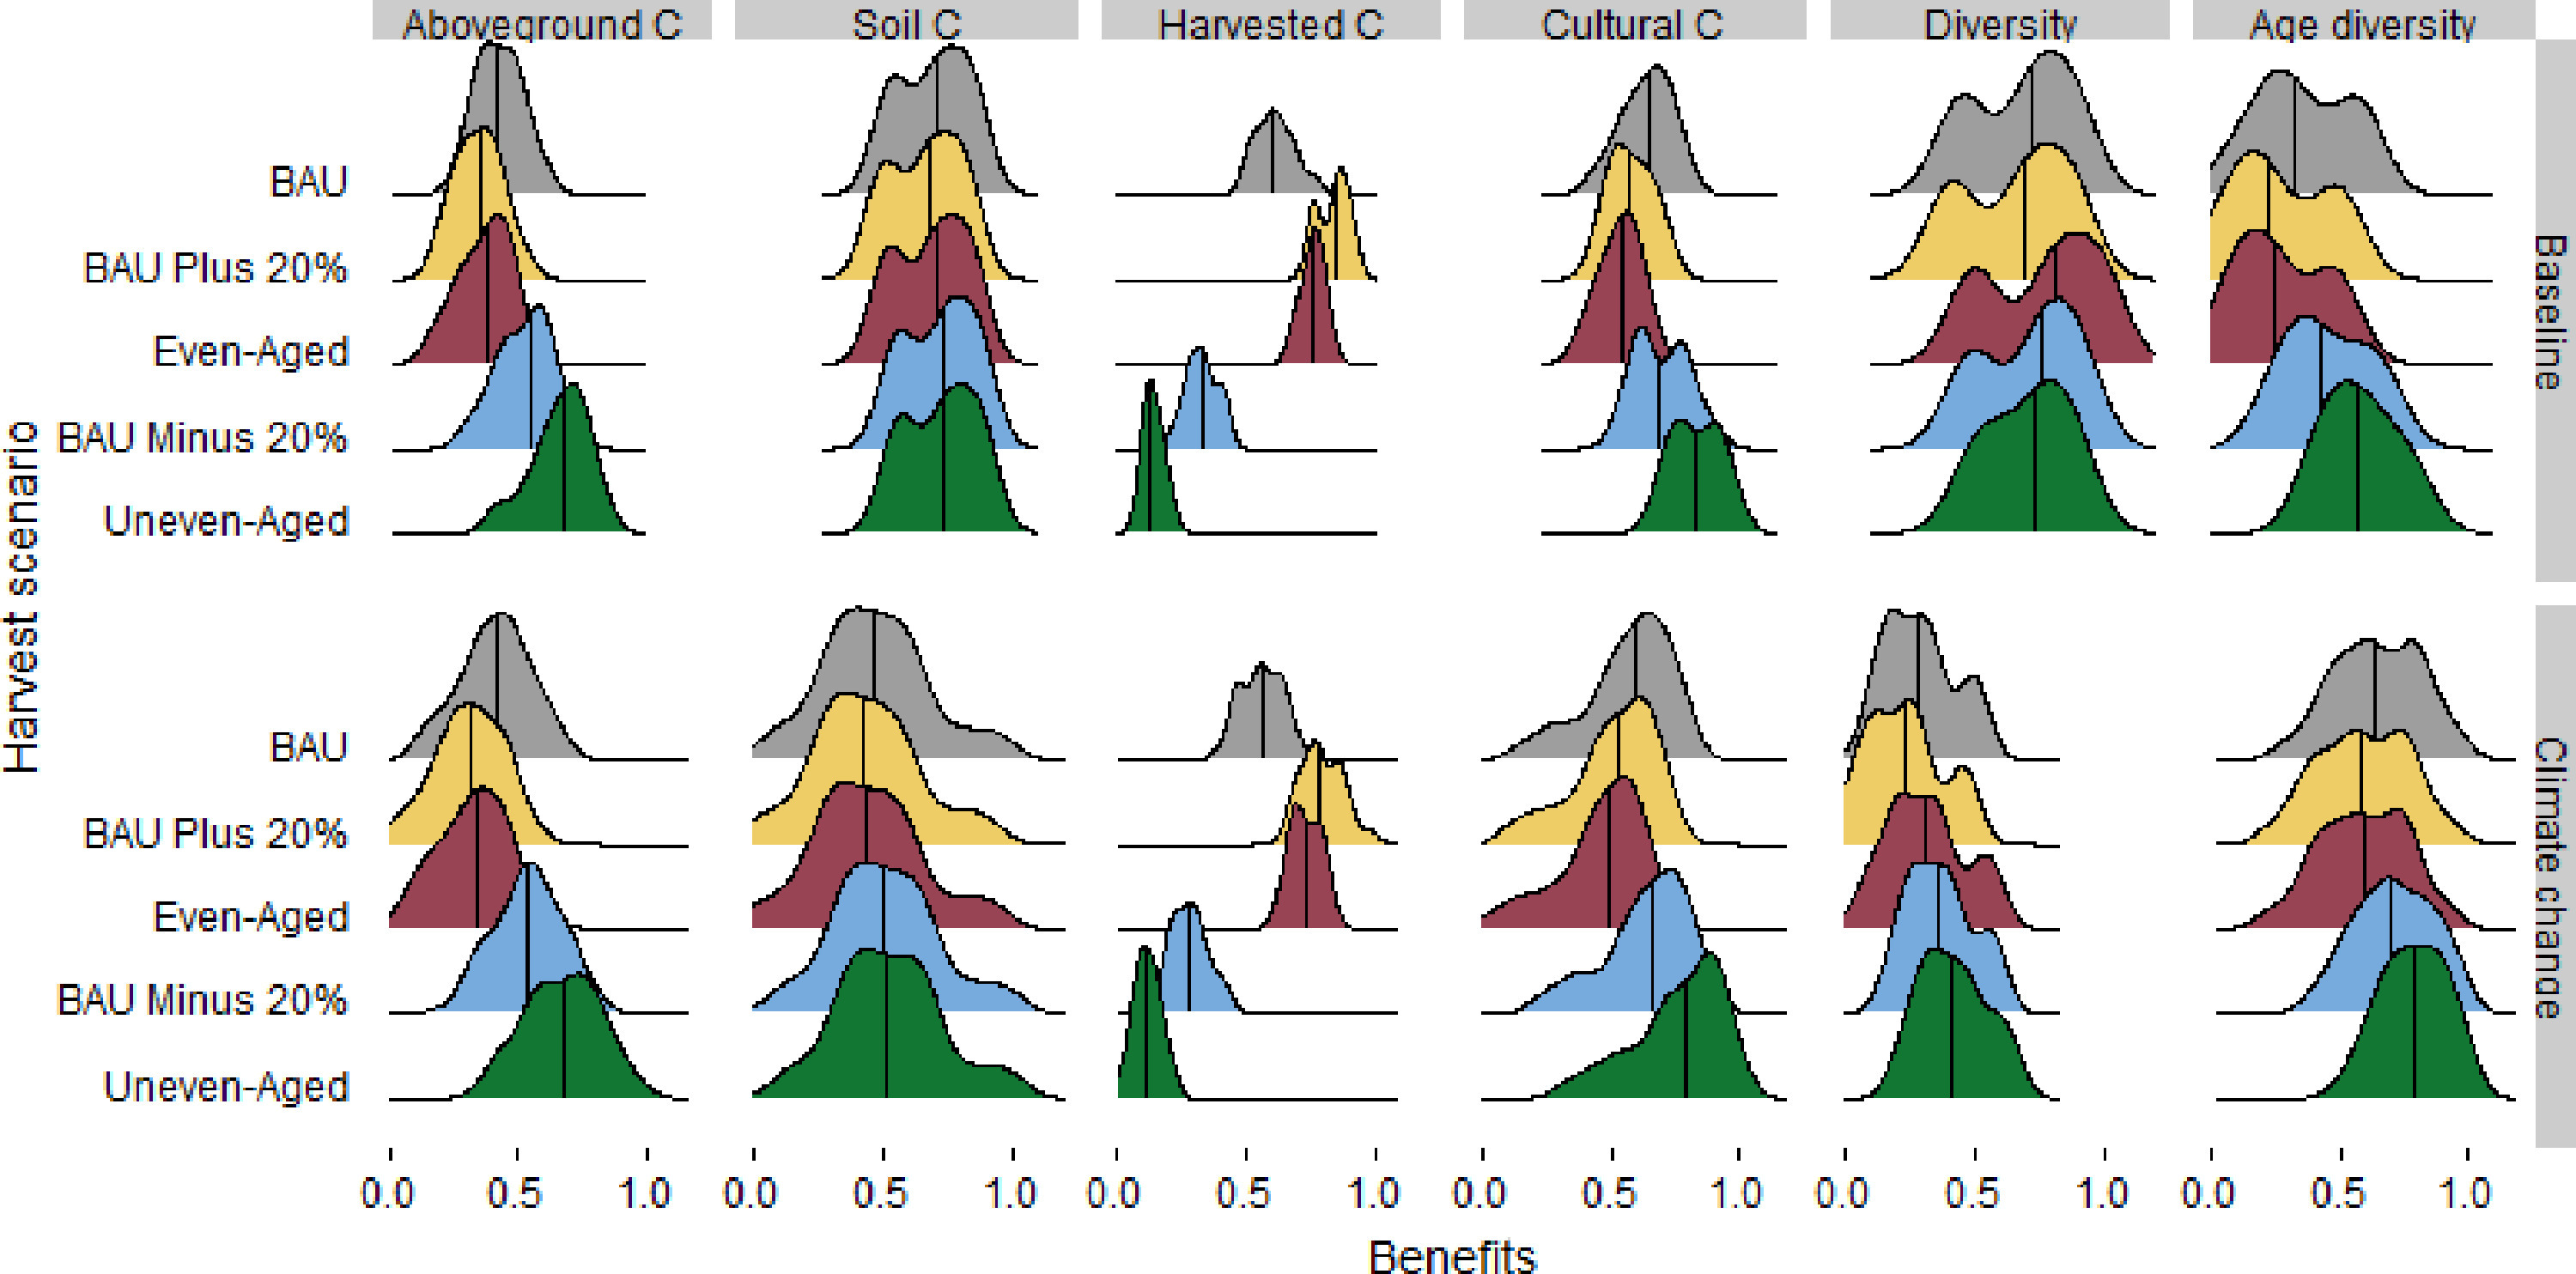 Aboveground C Soil C Harvested C Cultural C Diversity Age diversity
BAU
BAU Plus 20%
Even-Aged
BAU Minus 20%
Uneven-Aged
Baseline
Harvest scenario
BAU
BAU Plus 20%
Even-Aged
BAU Minus 20%
Uneven-Aged
Climate change
0.0 0.5 1.0 0.0 0.5 1.0 0.0 0.5 1.0 0.0 0.5 1.0 0.0 0.5 1.0 0.0 0.5 1.0
Benefits